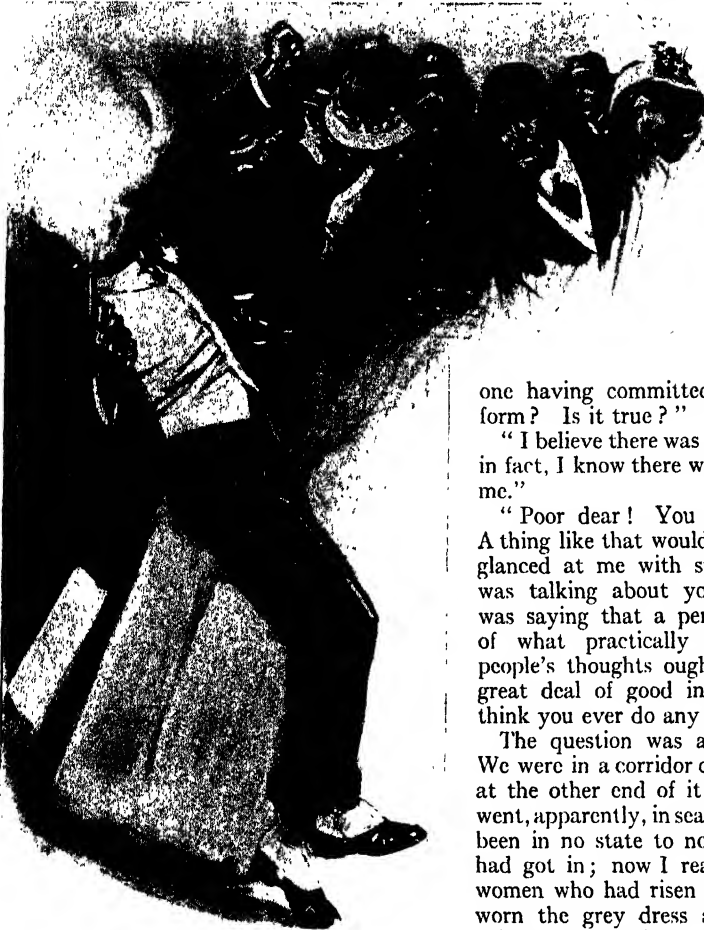 one having committed
form? Is it true?"
"I believe there was
in fact, I know there w
me."
"Poor dear! You
A thing like that would
glanced at me with s
was talking about yo
was saying that a per
of what practically
people's thoughts ough
great deal of good in
think you ever do any
The question was a
We were in a corridor c
at the other end of it
went, apparently, in sea
been in no state to no
had got in; now I rea
women who had risen
worn the grey dress a